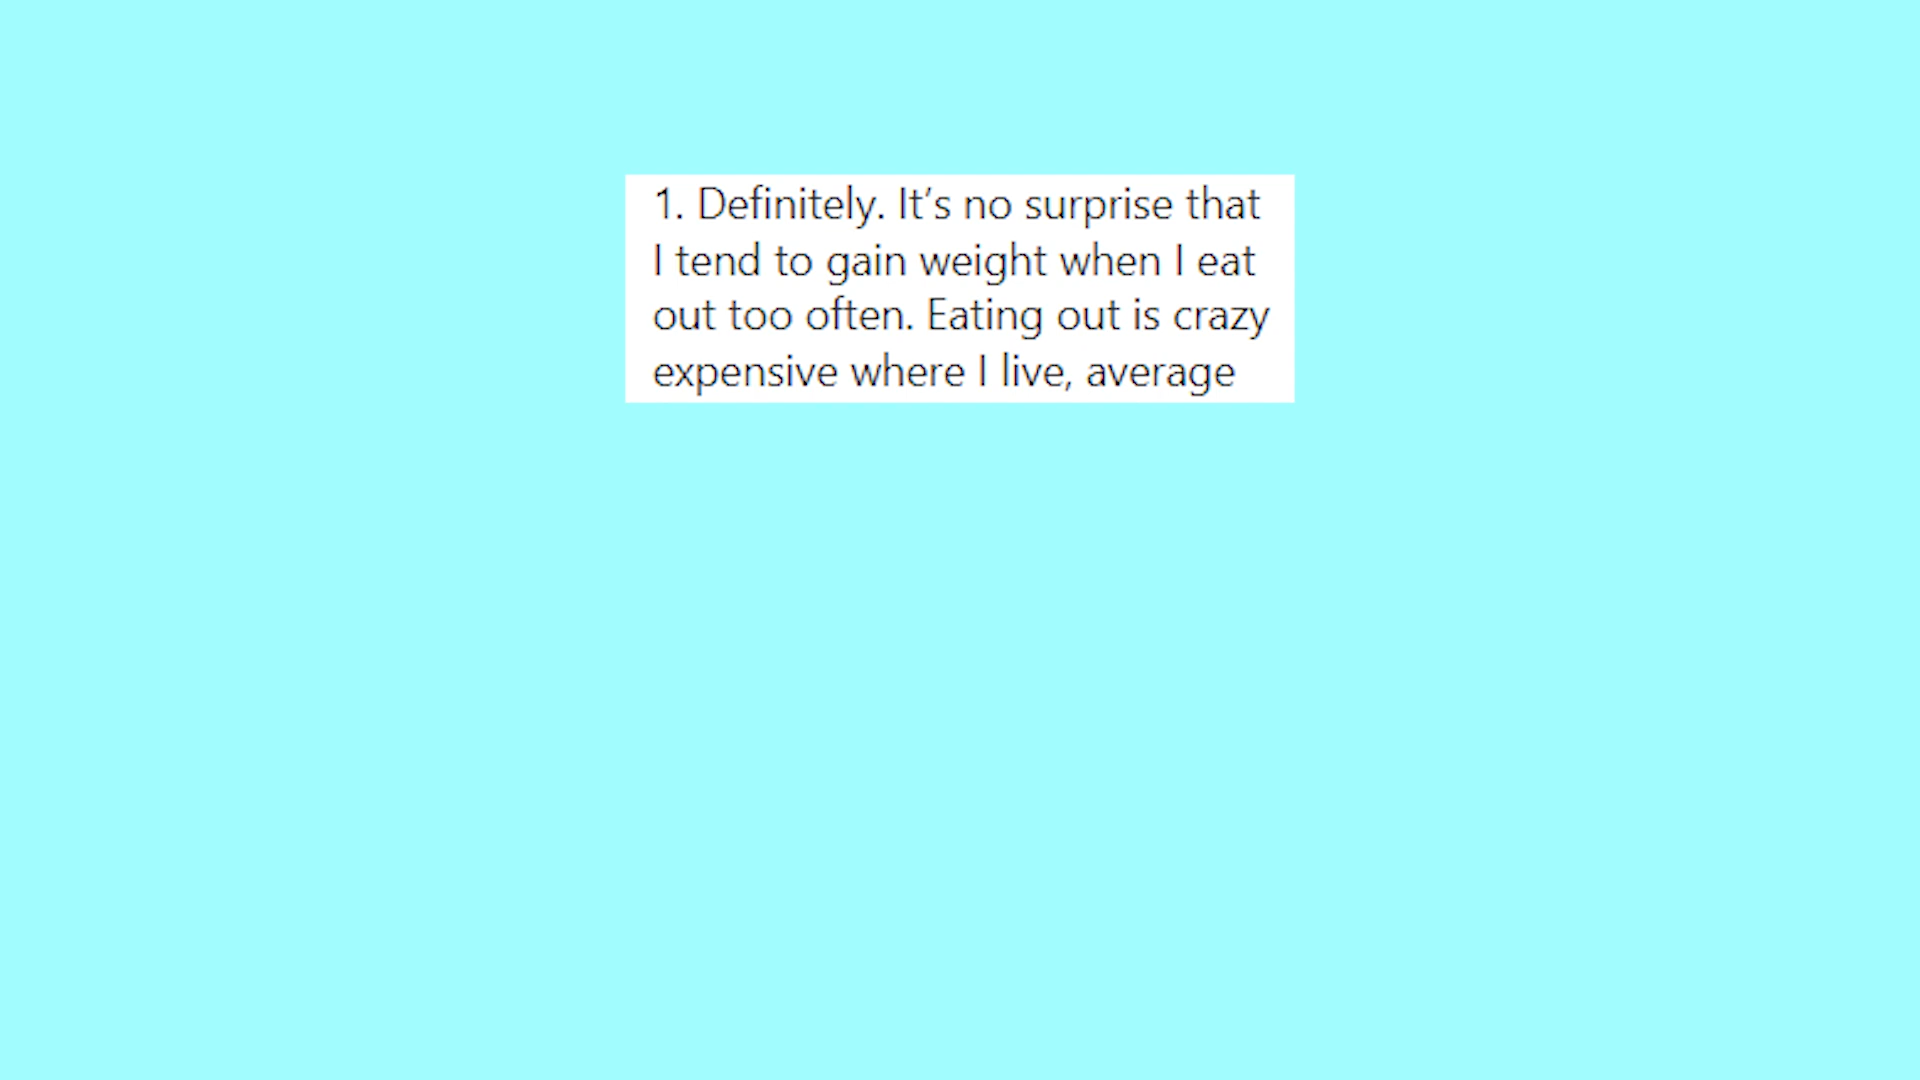 1. Definitely. It’s no surprise that
I tend to gain weight when I eat
out too often. Eating out is crazy
expensive where I live, average